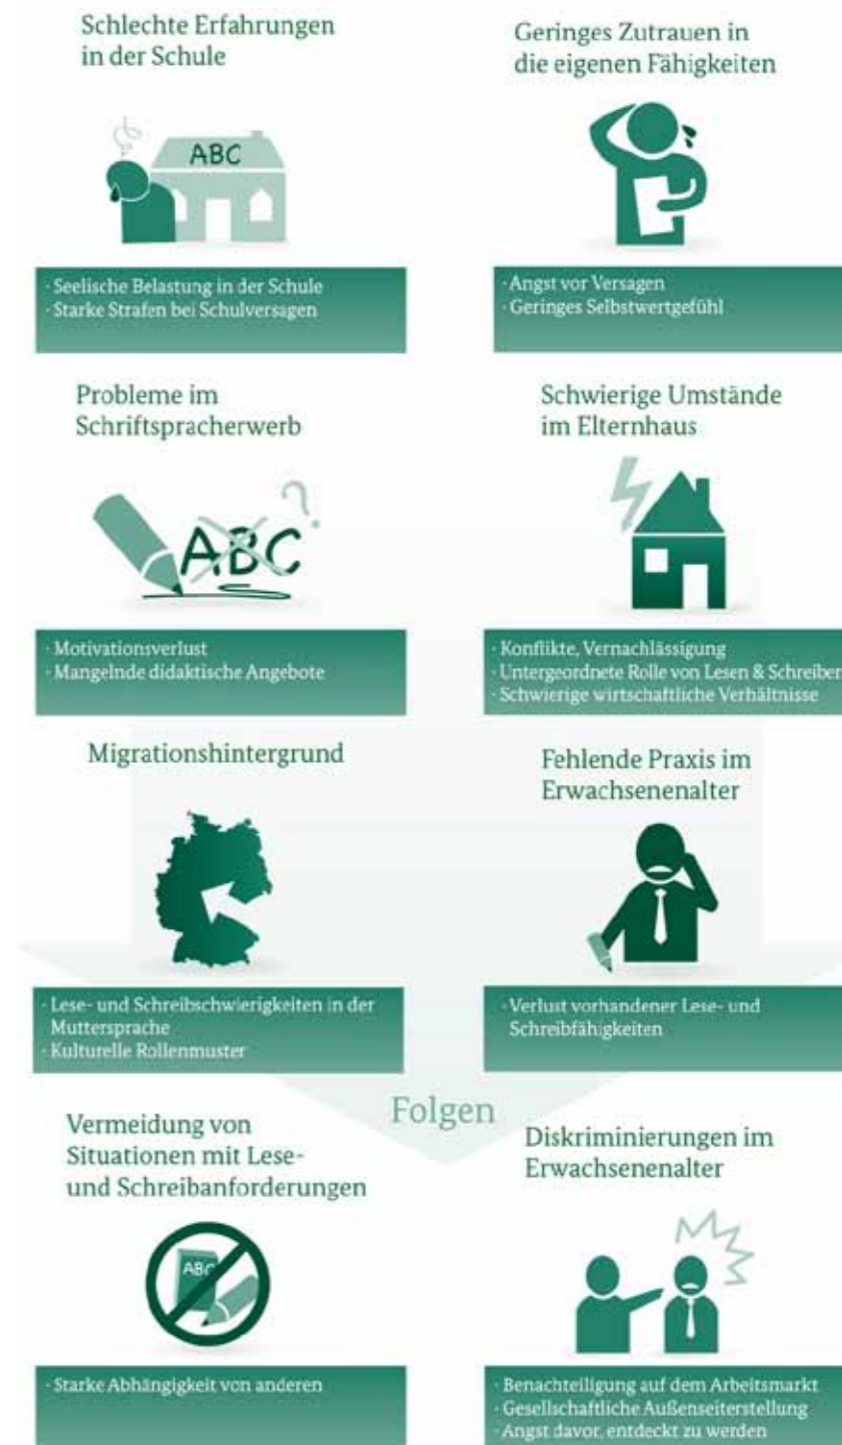 Schlechte Erfahrungen
in der Schule
ABC
· Seelische Belastung in der Schule
· Starke Strafen bei Schulversagen
Geringes Zutrauen in
die eigenen Fähigkeiten
· Angst vor Versagen
· Geringes Selbstwertgefühl
Probleme im
Schriftspracherwerb
ABC ?
· Motivationsverlust
· Mangelnde didaktische Angebote
Schwierige Umstände
im Elternhaus
· Konflikte, Vernachlässigung
· Untergeordnete Rolle von Lesen & Schreiben
· Schwierige wirtschaftliche Verhältnisse
Migrationshintergrund
· Lese- und Schreibschwierigkeiten in der
Muttersprache
· Kulturelle Rollenmuster
Fehlende Praxis im
Erwachsenenalter
· Verlust vorhandener Lese- und
Schreibfähigkeiten
Folgen
Vermeidung von
Situationen mit Lese-
und Schreibanforderungen
ABC
· Starke Abhängigkeit von anderen
Diskriminierungen im
Erwachsenenalter
· Benachteiligung auf dem Arbeitsmarkt
· Gesellschaftliche Außenseiterstellung
· Angst davor, entdeckt zu werden